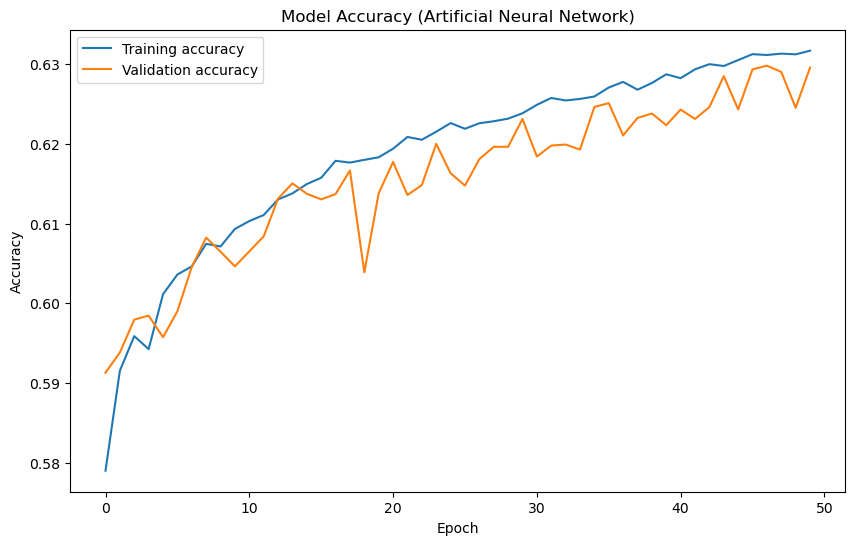 Model Accuracy (Artificial Neural Network)
Training accuracy
Validation accuracy
0.63
0.62
0.61
0.60
0.59
0.58
Accuracy
0 10 20 30 40 50
Epoch